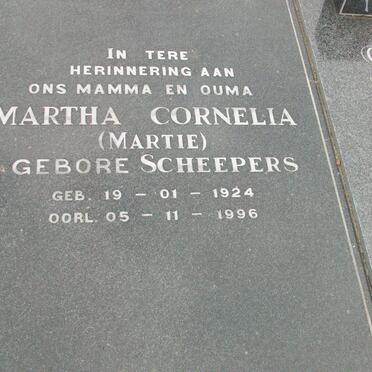 In tere
herinnering aan
ons mamma en ouma
Martha Cornelia
(Martie)
gebore Scheepers
geb. 19 - 01 - 1924
oorl. 05 - 11 - 1996